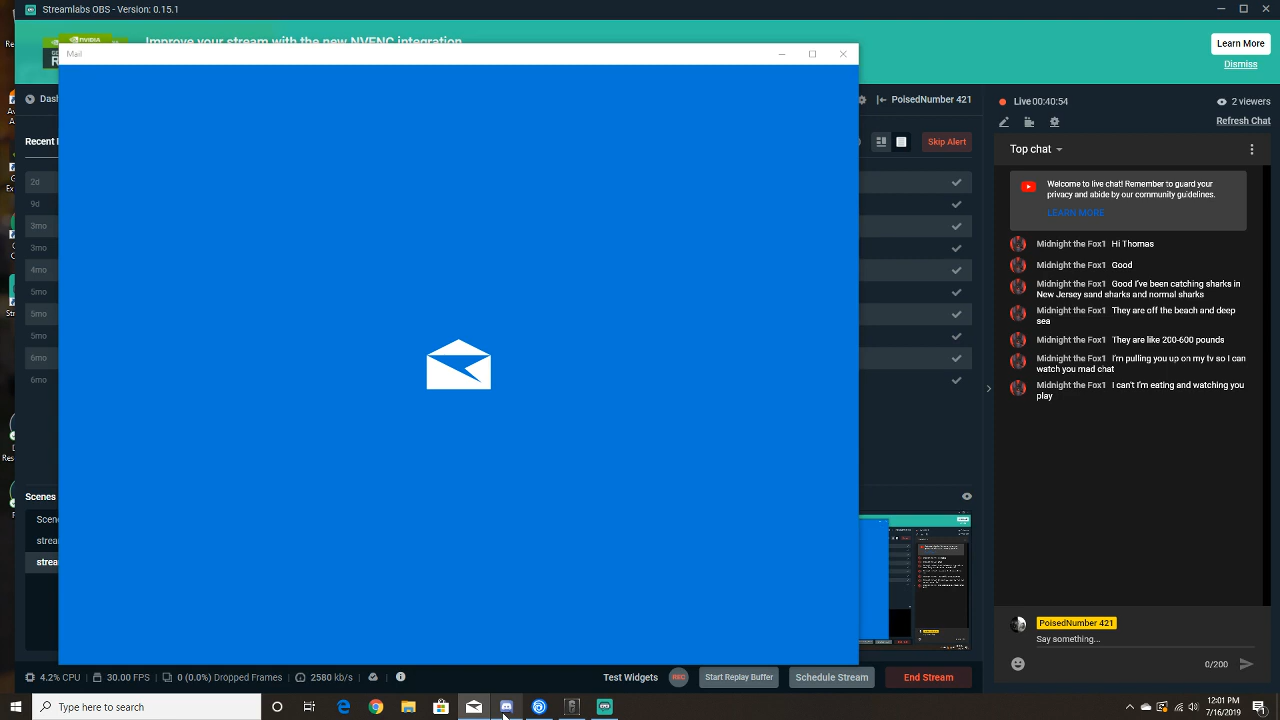 Streamlabs OBS - Version: 0.15.1
NVIDIA
Improve your stream with the new NVENC integration
Learn More
Dismiss
Mail
Dash
PoisedNumber 421
Live 00:40:54
2 viewers
Refresh Chat
Recent
Skip Alert
Top chat
Welcome to live chat! Remember to guard your
privacy and abide by our community guidelines.
LEARN MORE
2d
9d
3mo
3mo
4mo
5mo
5mo
5mo
6mo
6mo
Midnight the Fox1 Hi Thomas
Midnight the Fox1 Good
Midnight the Fox1 Good I've been catching sharks in
New Jersey sand sharks and normal sharks
Midnight the Fox1 They are off the beach and deep
sea
Midnight the Fox1 They are like 200-600 pounds
Midnight the Fox1 I'm pulling you up on my tv so I can
watch you mad chat
Midnight the Fox1 I can't I'm eating and watching you
play
Scenes
Scene
strea
strea
PoisedNumber 421
Say something...
0/200
4.2% CPU
30.00 FPS
0 (0.0%) Dropped Frames
2580 kb/s
Test Widgets
REC
Start Replay Buffer
Schedule Stream
End Stream
Type here to search
12:01 PM
7/16/2019